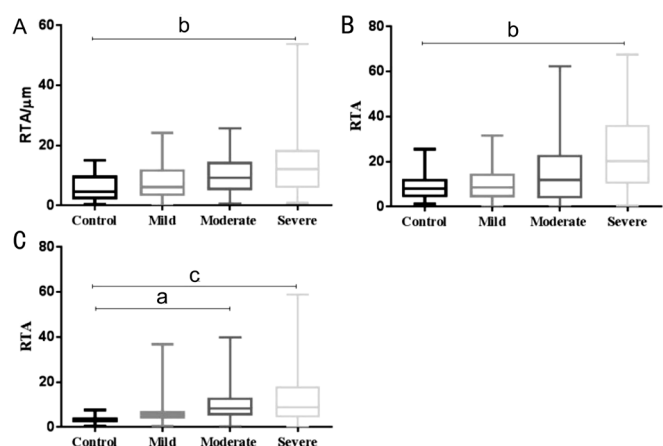 A
b
60
40
20
0
RTA/μm
Control Mild Moderate Severe
B
b
80
60
40
20
0
RTA
Control Mild Moderate Severe
C
c
a
80
60
40
20
0
RTA
Control Mild Moderate Severe